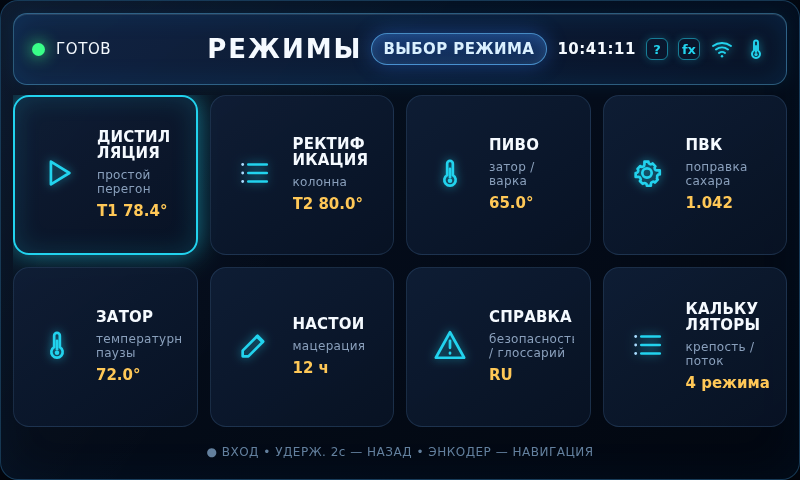 ГОТОВ
РЕЖИМЫ
ВЫБОР РЕЖИМА
10:41:11
?
fx
ДИСТИЛ
ЛЯЦИЯ
простой
перегон
T1 78.4°
РЕКТИФ
ИКАЦИЯ
колонна
T2 80.0°
ПИВО
затор /
варка
65.0°
ПВК
поправка
сахара
1.042
ЗАТОР
температурн
паузы
72.0°
НАСТОИ
мацерация
12 ч
СПРАВКА
безопасность
/ глоссарий
RU
КАЛЬКУ
ЛЯТОРЫ
крепость /
поток
4 режима
● ВХОД • УДЕРЖ. 2с — НАЗАД • ЭНКОДЕР — НАВИГАЦИЯ